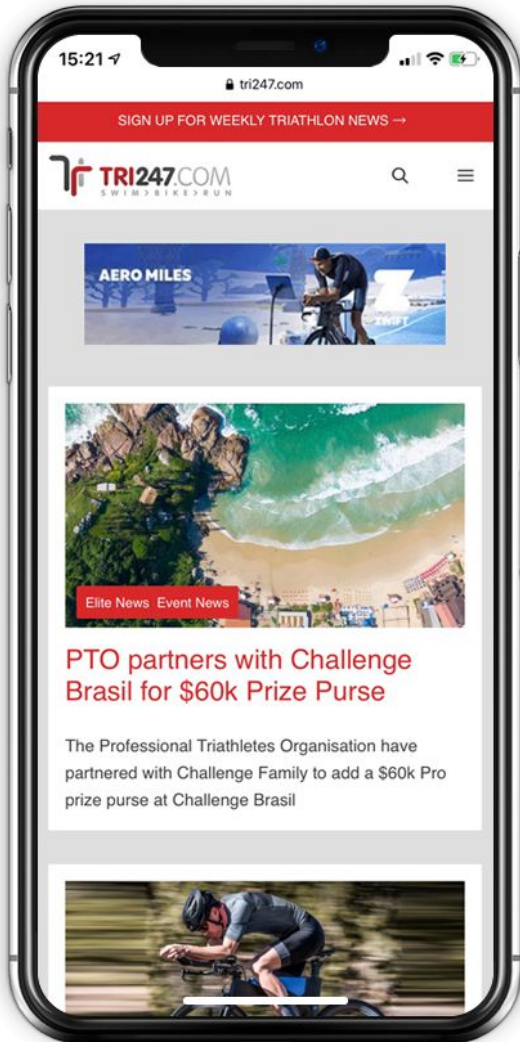 15:21
tri247.com
SIGN UP FOR WEEKLY TRIATHLON NEWS →
TRI247.COM
SWIM>BIKE>RUN
AERO MILES
ZWIFT
Elite News Event News
PTO partners with Challenge
Brasil for $60k Prize Purse
The Professional Triathletes Organisation have
partnered with Challenge Family to add a $60k Pro
prize purse at Challenge Brasil